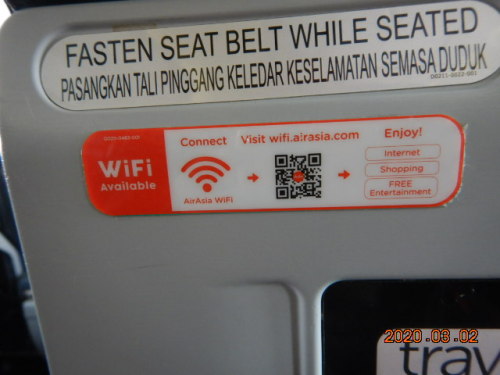 FASTEN SEAT BELT WHILE SEATED
PASANGKAN TALI PINGGANG KELEDAR KESELAMATAN SEMASA DUDUK
WiFi
Available
Connect
AirAsia WiFi
Visit wifi.airasia.com
Enjoy!
Internet
Shopping
FREE
Entertainment
2020.03.02
trav